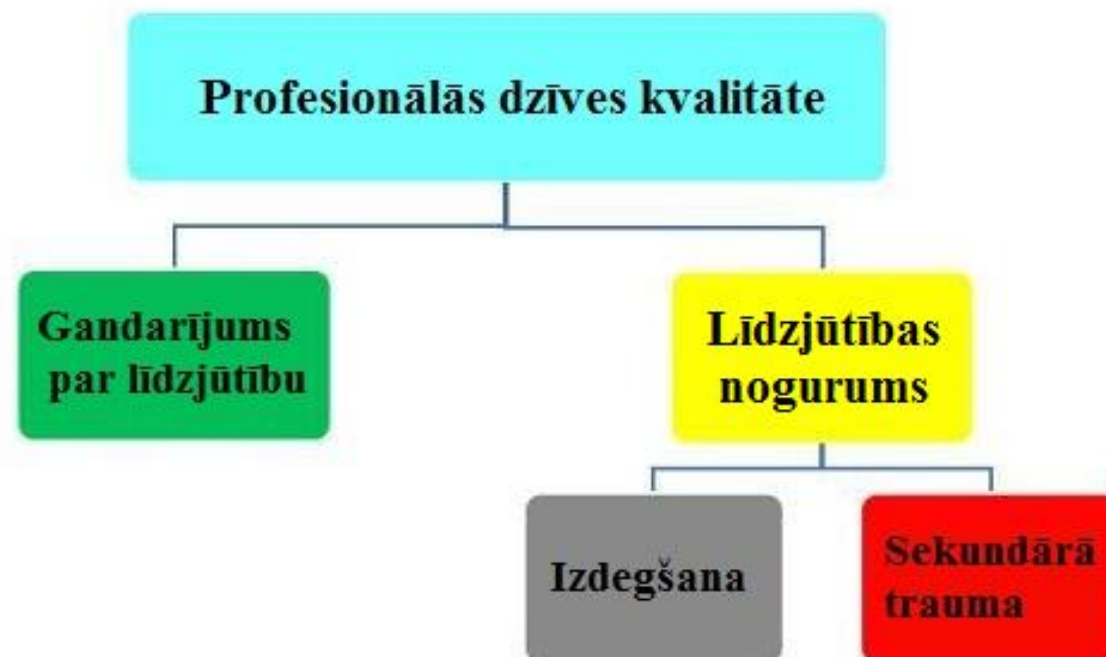 Profesionālās dzīves kvalitāte
Gandarījums
par līdzjūtību
Līdzjūtības
nogurums
Izdegšana
Sekundārā
trauma